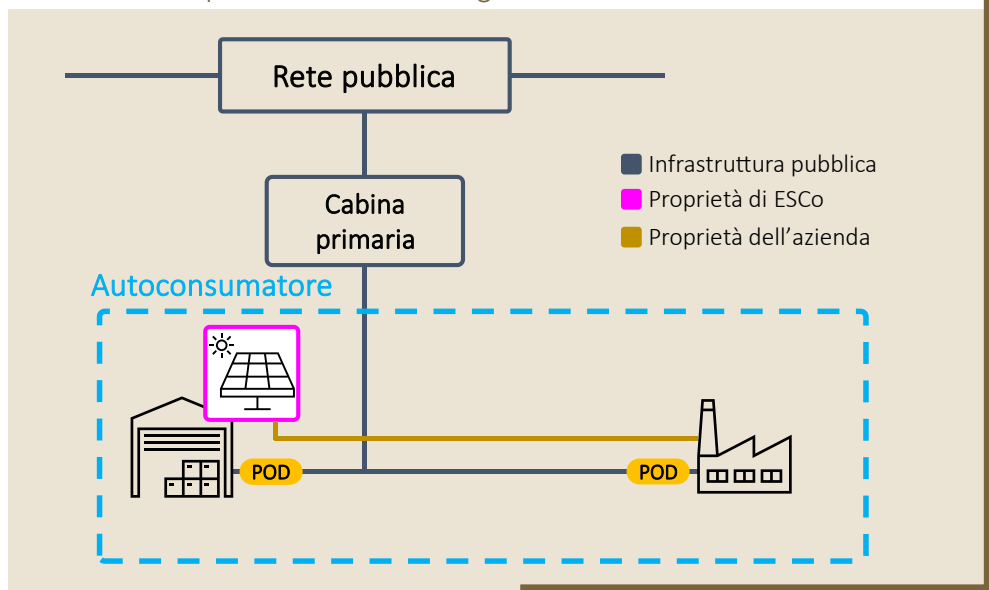 Rete pubblica
Infrastruttura pubblica
Cabina
primaria
Proprietà di ESCo
Proprietà dell'azienda
Autoconsumatore
POD
POD